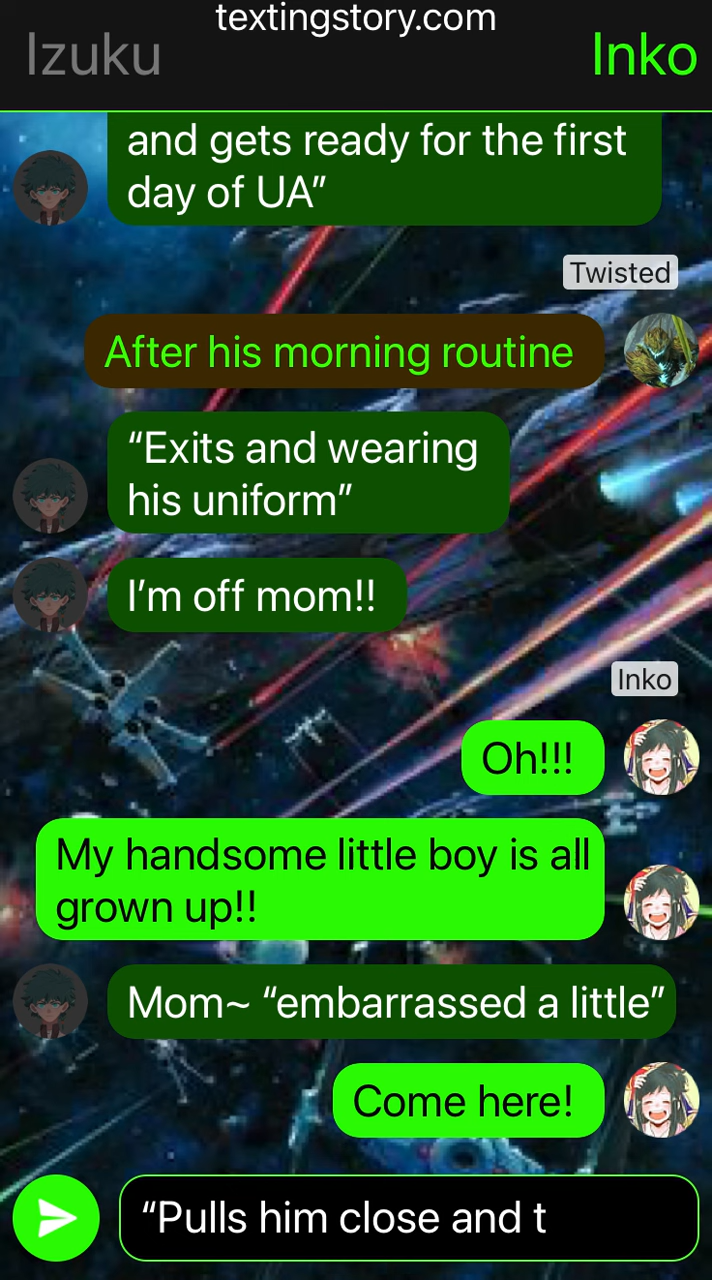 textingstory.com
Izuku
Inko
and gets ready for the first
day of UA”
Twisted
After his morning routine
“Exits and wearing
his uniform”
I’m off mom!!
Inko
Oh!!!
My handsome little boy is all
grown up!!
Mom~ “embarrassed a little”
Come here!
“Pulls him close and t